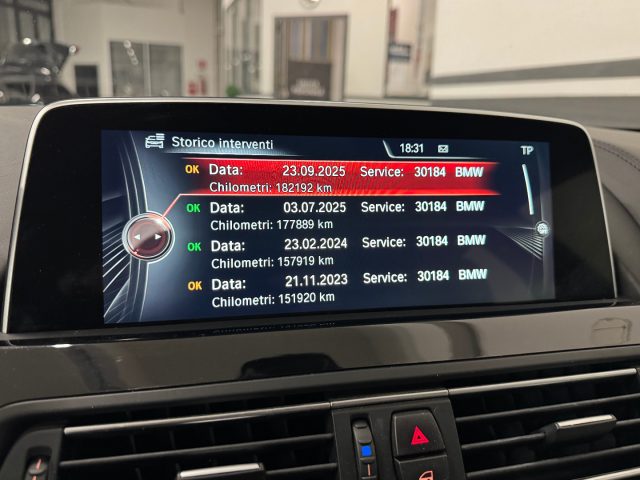 Storico interventi 18:31 TP
OK Data: 23.09.2025 Service: 30184 BMW
Chilometri: 182192 km
OK Data: 03.07.2025 Service: 30184 BMW
Chilometri: 177889 km
OK Data: 23.02.2024 Service: 30184 BMW
Chilometri: 157919 km
OK Data: 21.11.2023 Service: 30184 BMW
Chilometri: 151920 km